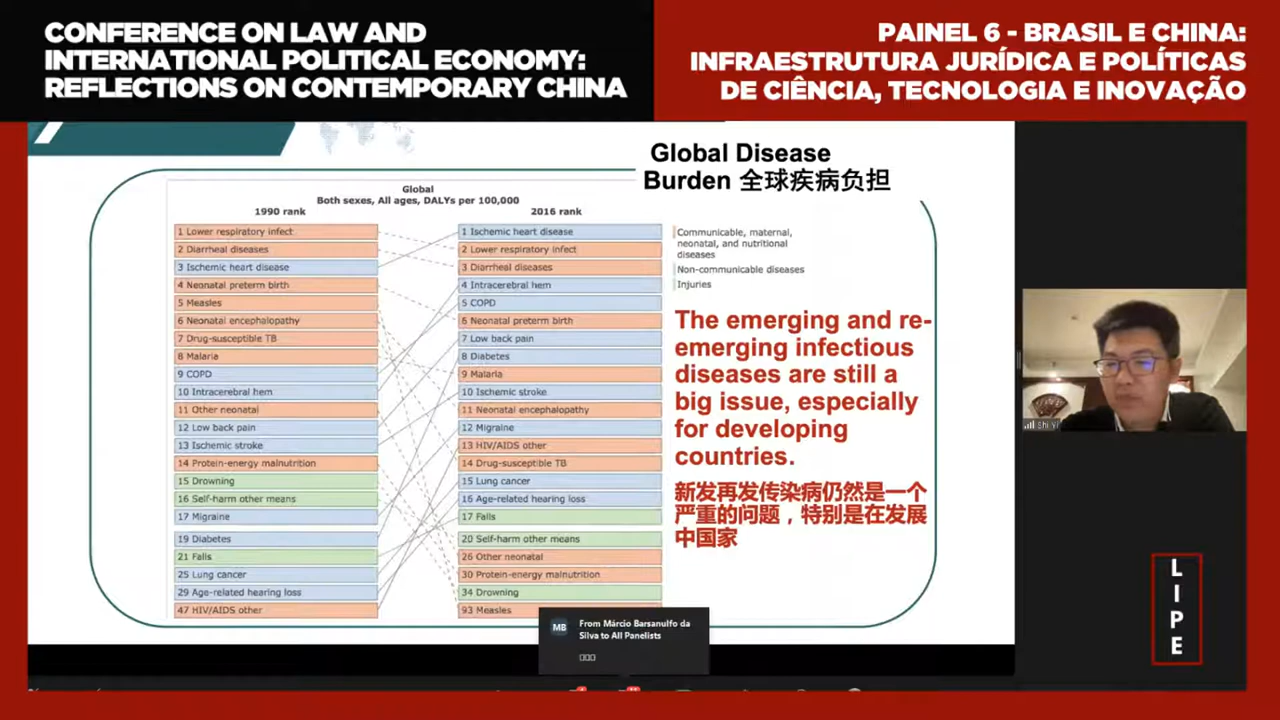 CONFERENCE ON LAW AND
INTERNATIONAL POLITICAL ECONOMY:
REFLECTIONS ON CONTEMPORARY CHINA
PAINEL 6 - BRASIL E CHINA:
INFRAESTRUTURA JURÍDICA E POLÍTICAS
DE CIÊNCIA, TECNOLOGIA E INOVAÇÃO
Global Disease
Burden 全球疾病负担
Global
Both sexes, All ages, DALYs per 100,000
1990 rank
1 Lower respiratory infect
2 Diarrheal diseases
3 Ischemic heart disease
4 Neonatal preterm birth
5 Measles
6 Neonatal encephalopathy
7 Drug-susceptible TB
8 Malaria
9 COPD
10 Intracerebral hem
11 Other neonatal
12 Low back pain
13 Ischemic stroke
14 Protein-energy malnutrition
15 Drowning
16 Self-harm other means
17 Migraine
19 Diabetes
21 Falls
25 Lung cancer
29 Age-related hearing loss
47 HIV/AIDS other
2016 rank
1 Ischemic heart disease
2 Lower respiratory infect
3 Diarrheal diseases
4 Intracerebral hem
5 COPD
6 Neonatal preterm birth
7 Low back pain
8 Diabetes
9 Malaria
10 Ischemic stroke
11 Neonatal encephalopathy
12 Migraine
13 HIV/AIDS other
14 Drug-susceptible TB
15 Lung cancer
16 Age-related hearing loss
17 Falls
20 Self-harm other means
26 Other neonatal
30 Protein-energy malnutrition
34 Drowning
93 Measles
Communicable, maternal,
neonatal, and nutritional
diseases
Non-communicable diseases
Injuries
The emerging and re-
emerging infectious
diseases are still a
big issue, especially
for developing
countries.
新发再发传染病仍然是一个
严重的问题，特别是在发展
中国家
MB
From Márcio Barsanulfo da
Silva to All Panelists
Shi Yi
L
I
P
E